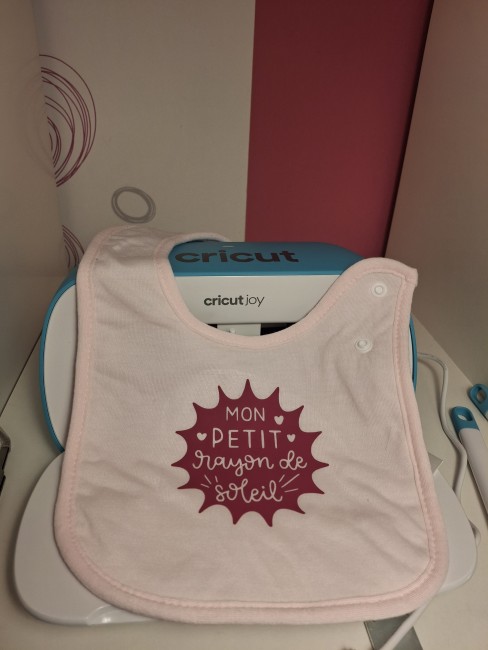 cricut
cricut joy
MON
PETIT
rayon de
soleil